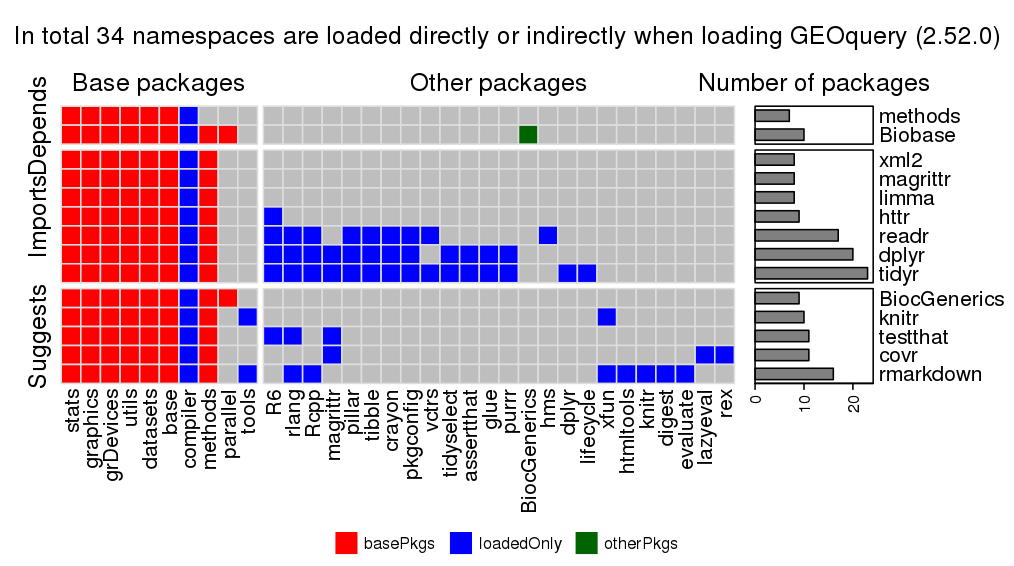 In total 34 namespaces are loaded directly or indirectly when loading GEOquery (2.52.0)
Base packages
Other packages
Number of packages
Depends
methods
Biobase
Imports
xml2
magrittr
limma
httr
readr
dplyr
tidyr
Suggests
BiocGenerics
knitr
testthat
covr
rmarkdown
stats
graphics
grDevices
utils
datasets
base
compiler
methods
parallel
tools
R6
rlang
Rcpp
magrittr
pillar
tibble
crayon
pkgconfig
vctrs
tidyselect
assertthat
glue
purrr
BiocGenerics
hms
dplyr
lifecycle
xfun
htmltools
knitr
digest
evaluate
lazyeval
rex
0
10
20
basePkgs
loadedOnly
otherPkgs